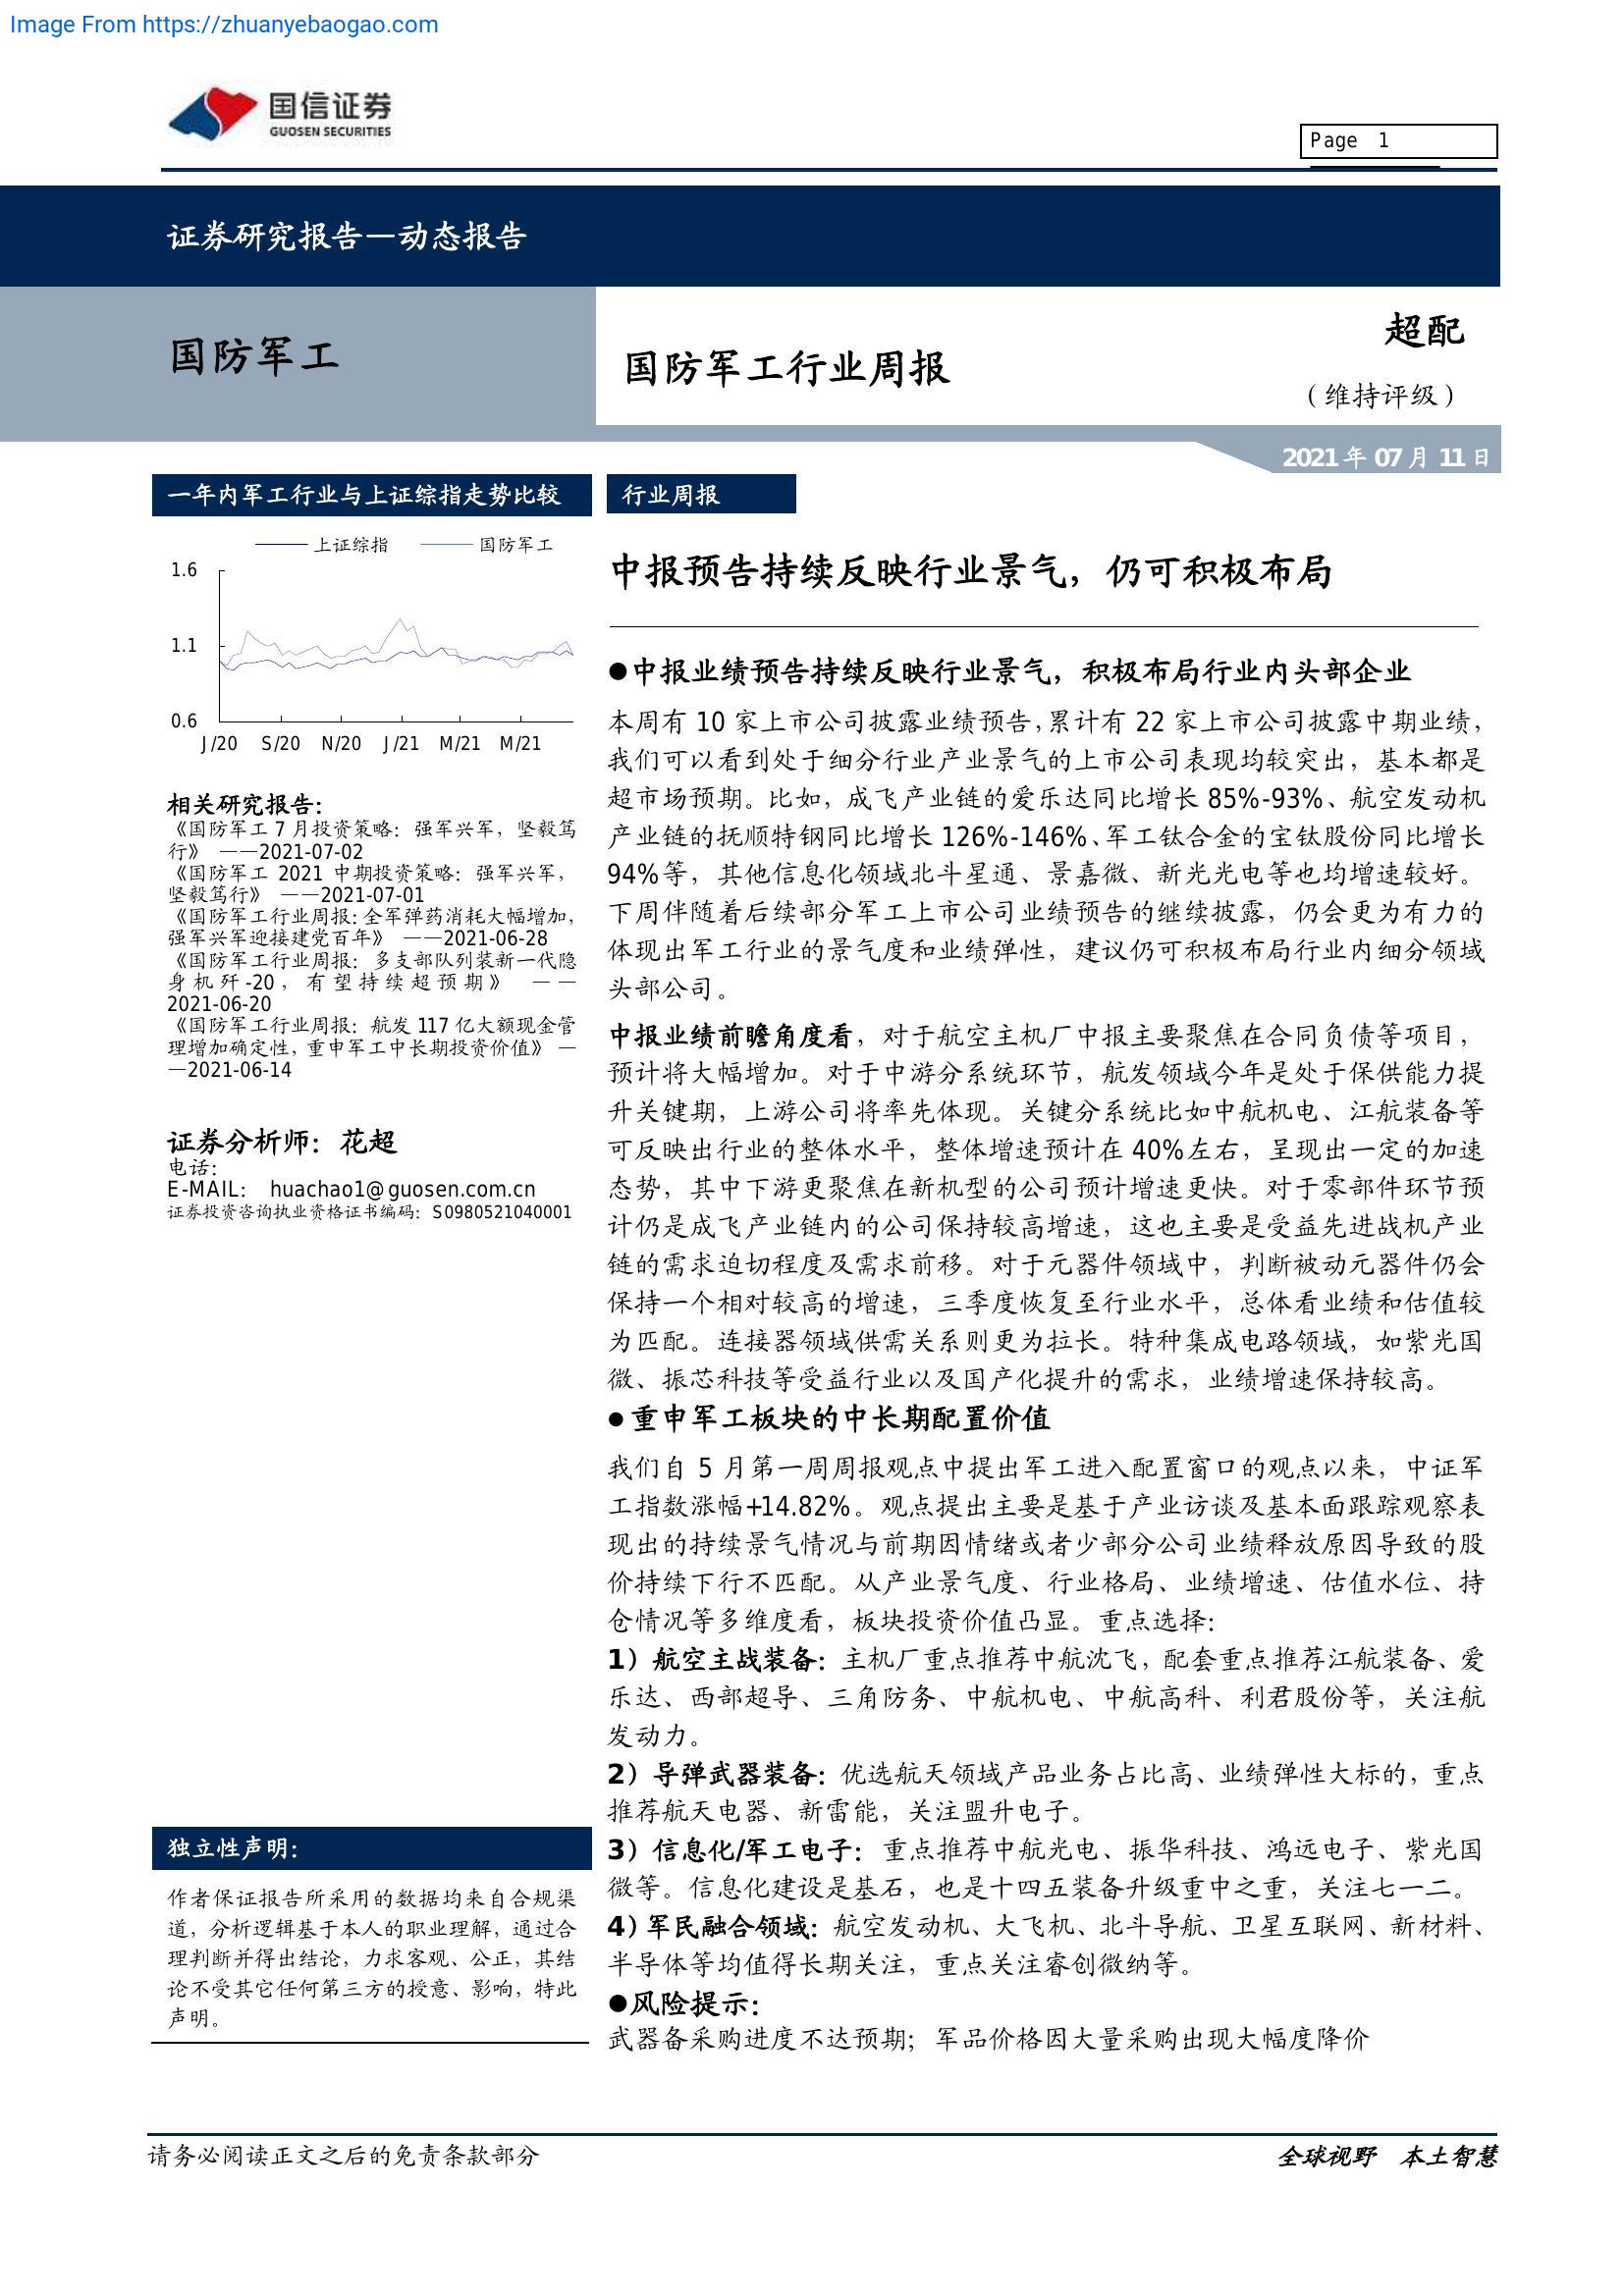 Image From https://zhuanyebaogao.com
国信证券
GUOSEN SECURITIES
Page 1
证券研究报告—动态报告
国防军工
国防军工行业周报
超配
（维持评级）
2021 年 07 月 11 日
一年内军工行业与上证综指走势比较
上证综指 国防军工
1.6
1.1
0.6
J/20 S/20 N/20 J/21 M/21 M/21
相关研究报告：
《国防军工 7 月投资策略：强军兴军，坚毅笃
行》 ——2021-07-02
《国防军工 2021 中期投资策略：强军兴军，
坚毅笃行》 ——2021-07-01
《国防军工行业周报：全军弹药消耗大幅增加，
强军兴军迎接建党百年》 ——2021-06-28
《国防军工行业周报：多支部队列装新一代隐
身机歼-20，有望持续超预期》 ——
2021-06-20
《国防军工行业周报：航发 117 亿大额现金管
理增加确定性，重申军工中长期投资价值》 —
—2021-06-14
证券分析师：花超
电话：
E-MAIL： huachao1@guosen.com.cn
证券投资咨询执业资格证书编码：S0980521040001
独立性声明：
作者保证报告所采用的数据均来自合规渠
道，分析逻辑基于本人的职业理解，通过合
理判断并得出结论，力求客观、公正，其结
论不受其它任何第三方的授意、影响，特此
声明。
行业周报
中报预告持续反映行业景气，仍可积极布局
●中报业绩预告持续反映行业景气，积极布局行业内头部企业
本周有 10 家上市公司披露业绩预告，累计有 22 家上市公司披露中期业绩，
我们可以看到处于细分行业产业景气的上市公司表现均较突出，基本都是
超市场预期。比如，成飞产业链的爱乐达同比增长 85%-93%、航空发动机
产业链的抚顺特钢同比增长 126%-146%、军工钛合金的宝钛股份同比增长
94%等，其他信息化领域北斗星通、景嘉微、新光光电等也均增速较好。
下周伴随着后续部分军工上市公司业绩预告的继续披露，仍会更为有力的
体现出军工行业的景气度和业绩弹性，建议仍可积极布局行业内细分领域
头部公司。
中报业绩前瞻角度看，对于航空主机厂中报主要聚焦在合同负债等项目，
预计将大幅增加。对于中游分系统环节，航发领域今年是处于保供能力提
升关键期，上游公司将率先体现。关键分系统比如中航机电、江航装备等
可反映出行业的整体水平，整体增速预计在 40%左右，呈现出一定的加速
态势，其中下游更聚焦在新机型的公司预计增速更快。对于零部件环节预
计仍是成飞产业链内的公司保持较高增速，这也主要是受益先进战机产业
链的需求迫切程度及需求前移。对于元器件领域中，判断被动元器件仍会
保持一个相对较高的增速，三季度恢复至行业水平，总体看业绩和估值较
为匹配。连接器领域供需关系则更为拉长。特种集成电路领域，如紫光国
微、振芯科技等受益行业以及国产化提升的需求，业绩增速保持较高。
●重申军工板块的中长期配置价值
我们自 5 月第一周周报观点中提出军工进入配置窗口的观点以来，中证军
工指数涨幅+14.82%。观点提出主要是基于产业访谈及基本面跟踪观察表
现出的持续景气情况与前期因情绪或者少部分公司业绩释放原因导致的股
价持续下行不匹配。从产业景气度、行业格局、业绩增速、估值水位、持
仓情况等多维度看，板块投资价值凸显。重点选择：
1）航空主战装备：主机厂重点推荐中航沈飞，配套重点推荐江航装备、爱
乐达、西部超导、三角防务、中航机电、中航高科、利君股份等，关注航
发动力。
2）导弹武器装备：优选航天领域产品业务占比高、业绩弹性大标的，重点
推荐航天电器、新雷能，关注盟升电子。
3）信息化/军工电子：重点推荐中航光电、振华科技、鸿远电子、紫光国
微等。信息化建设是基石，也是十四五装备升级重中之重，关注七一二。
4）军民融合领域：航空发动机、大飞机、北斗导航、卫星互联网、新材料、
半导体等均值得长期关注，重点关注睿创微纳等。
●风险提示：
武器备采购进度不达预期；军品价格因大量采购出现大幅度降价
请务必阅读正文之后的免责条款部分
全球视野 本土智慧